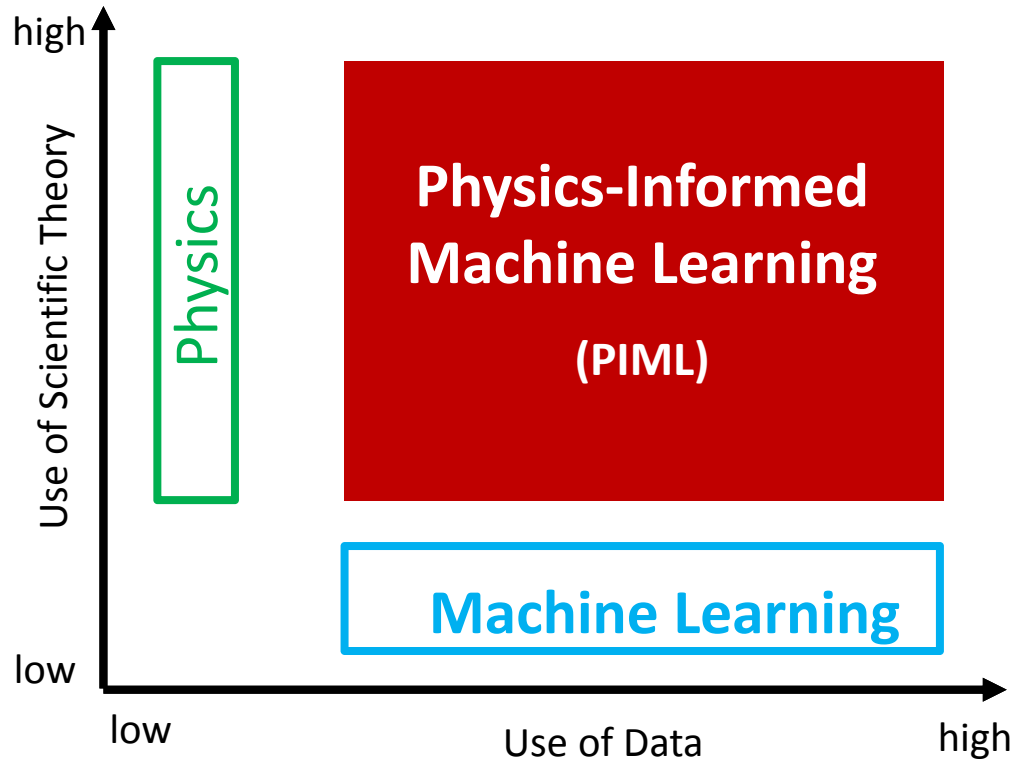 high
Use of Scientific Theory
Physics
Physics-Informed
Machine Learning
(PIML)
Machine Learning
low
low
Use of Data
high